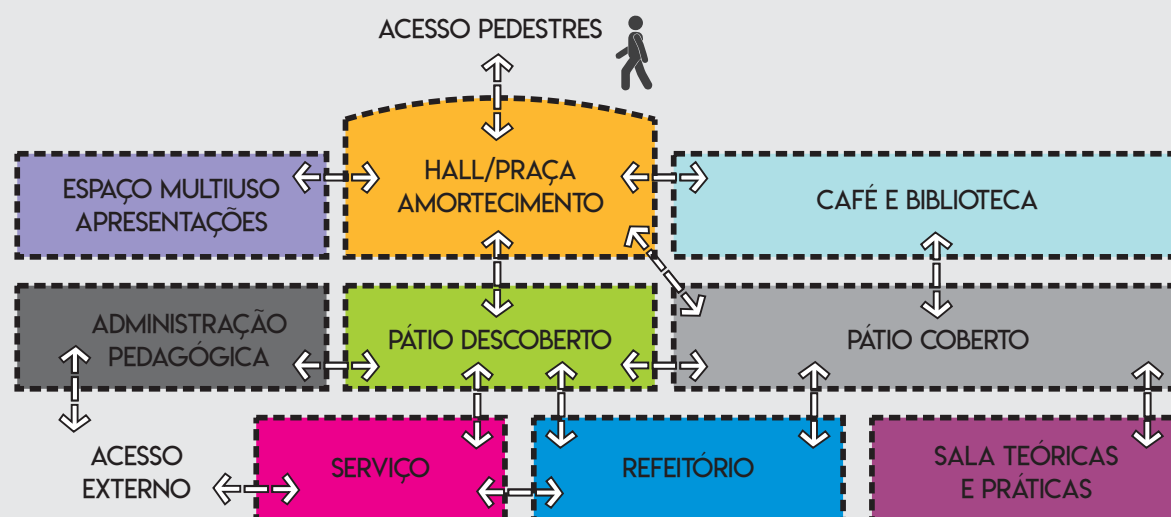 ACESSO PEDESTRES
ESPAÇO MULTIUSO
APRESENTAÇÕES
HALL/PRAÇA
AMORTECIMENTO
CAFÉ E BIBLIOTECA
ADMINISTRAÇÃO
PEDAGÓGICA
PÁTIO DESCOBERTO
PÁTIO COBERTO
ACESSO
EXTERNO
SERVIÇO
REFEITÓRIO
SALA TEÓRICAS
E PRÁTICAS